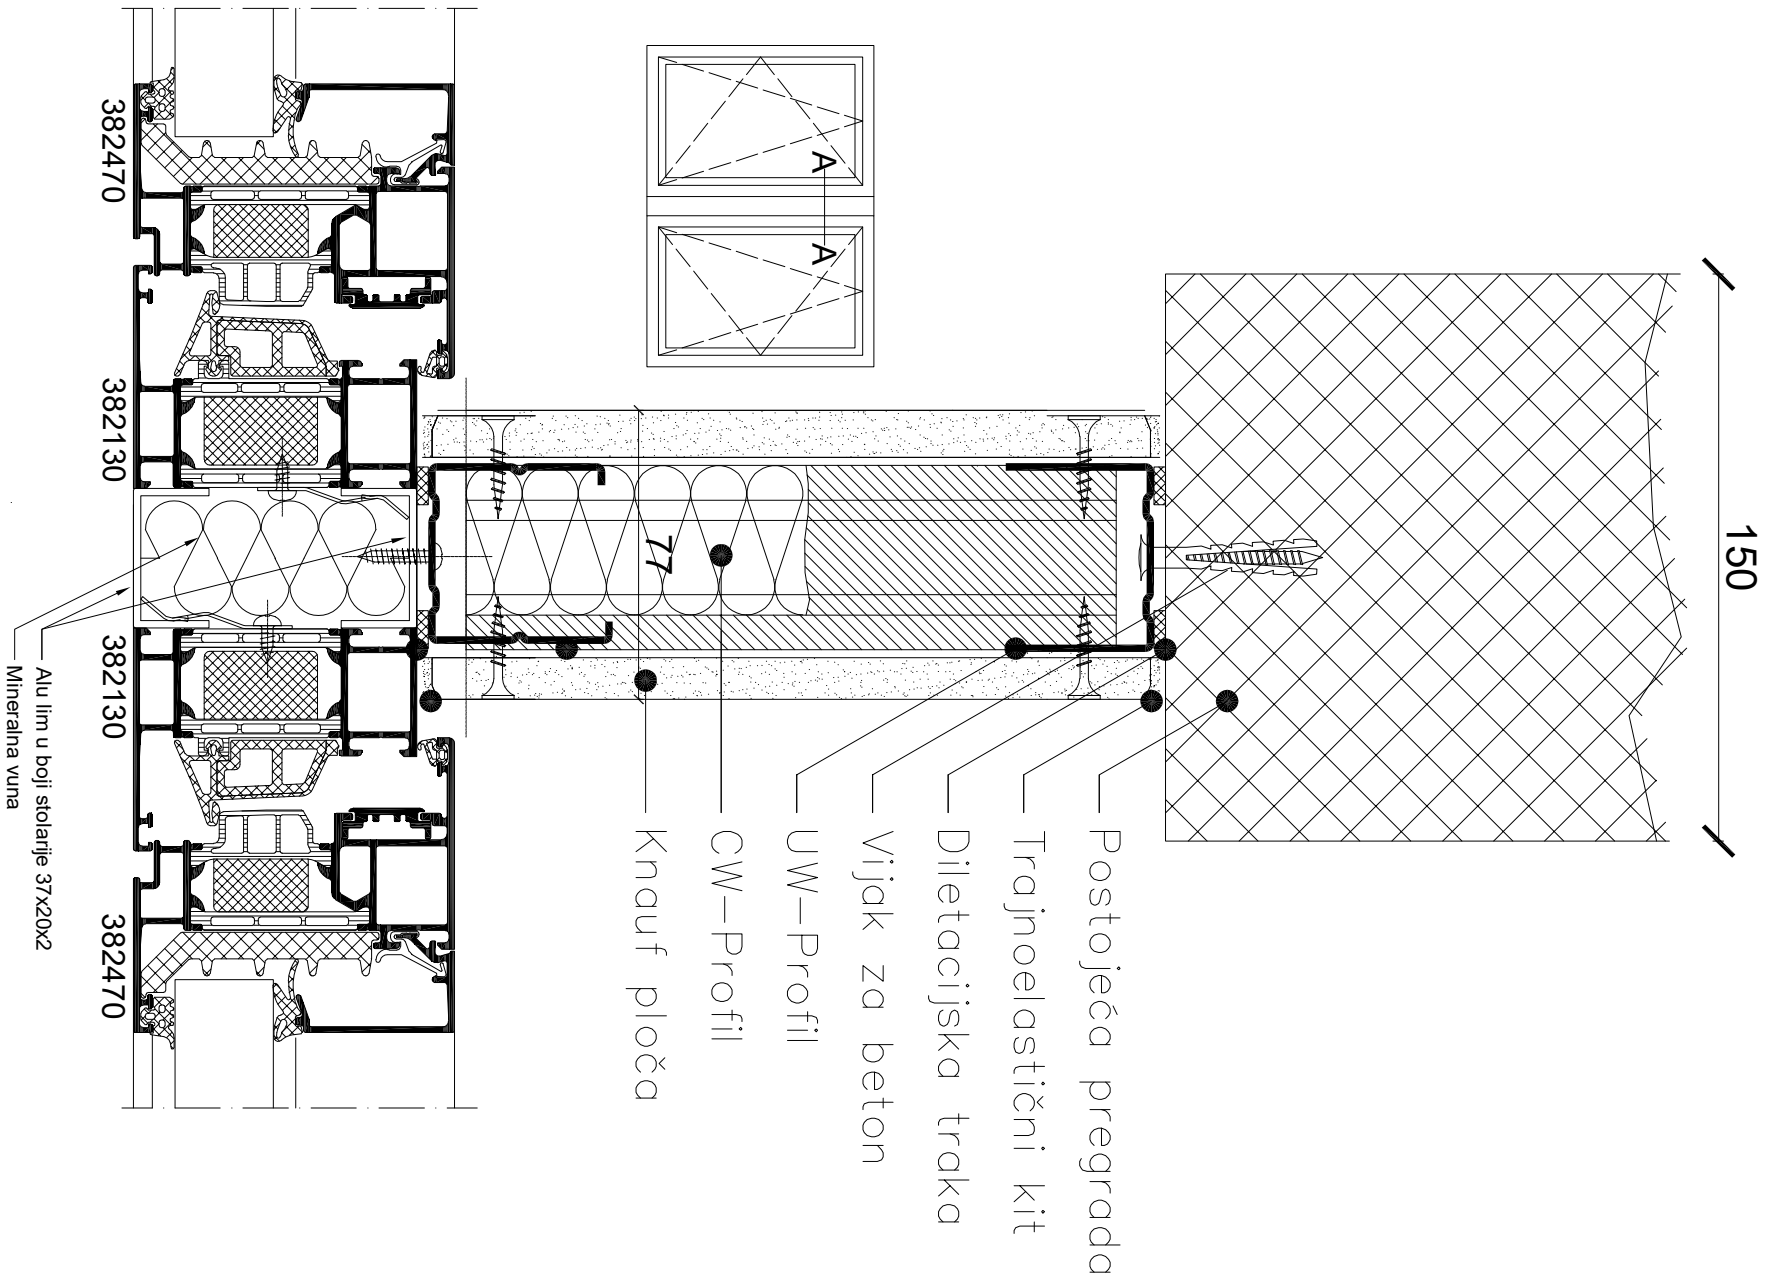 150
A
A
77
382470
382130
382130
382470
Postojeća pregrada
Trajnoelastični kit
Diletacijska traka
Vijak za beton
UW-Profil
CW-Profil
Knauf ploča
Alu lim u boji stolarije 37x20x2
Mineralna vuna